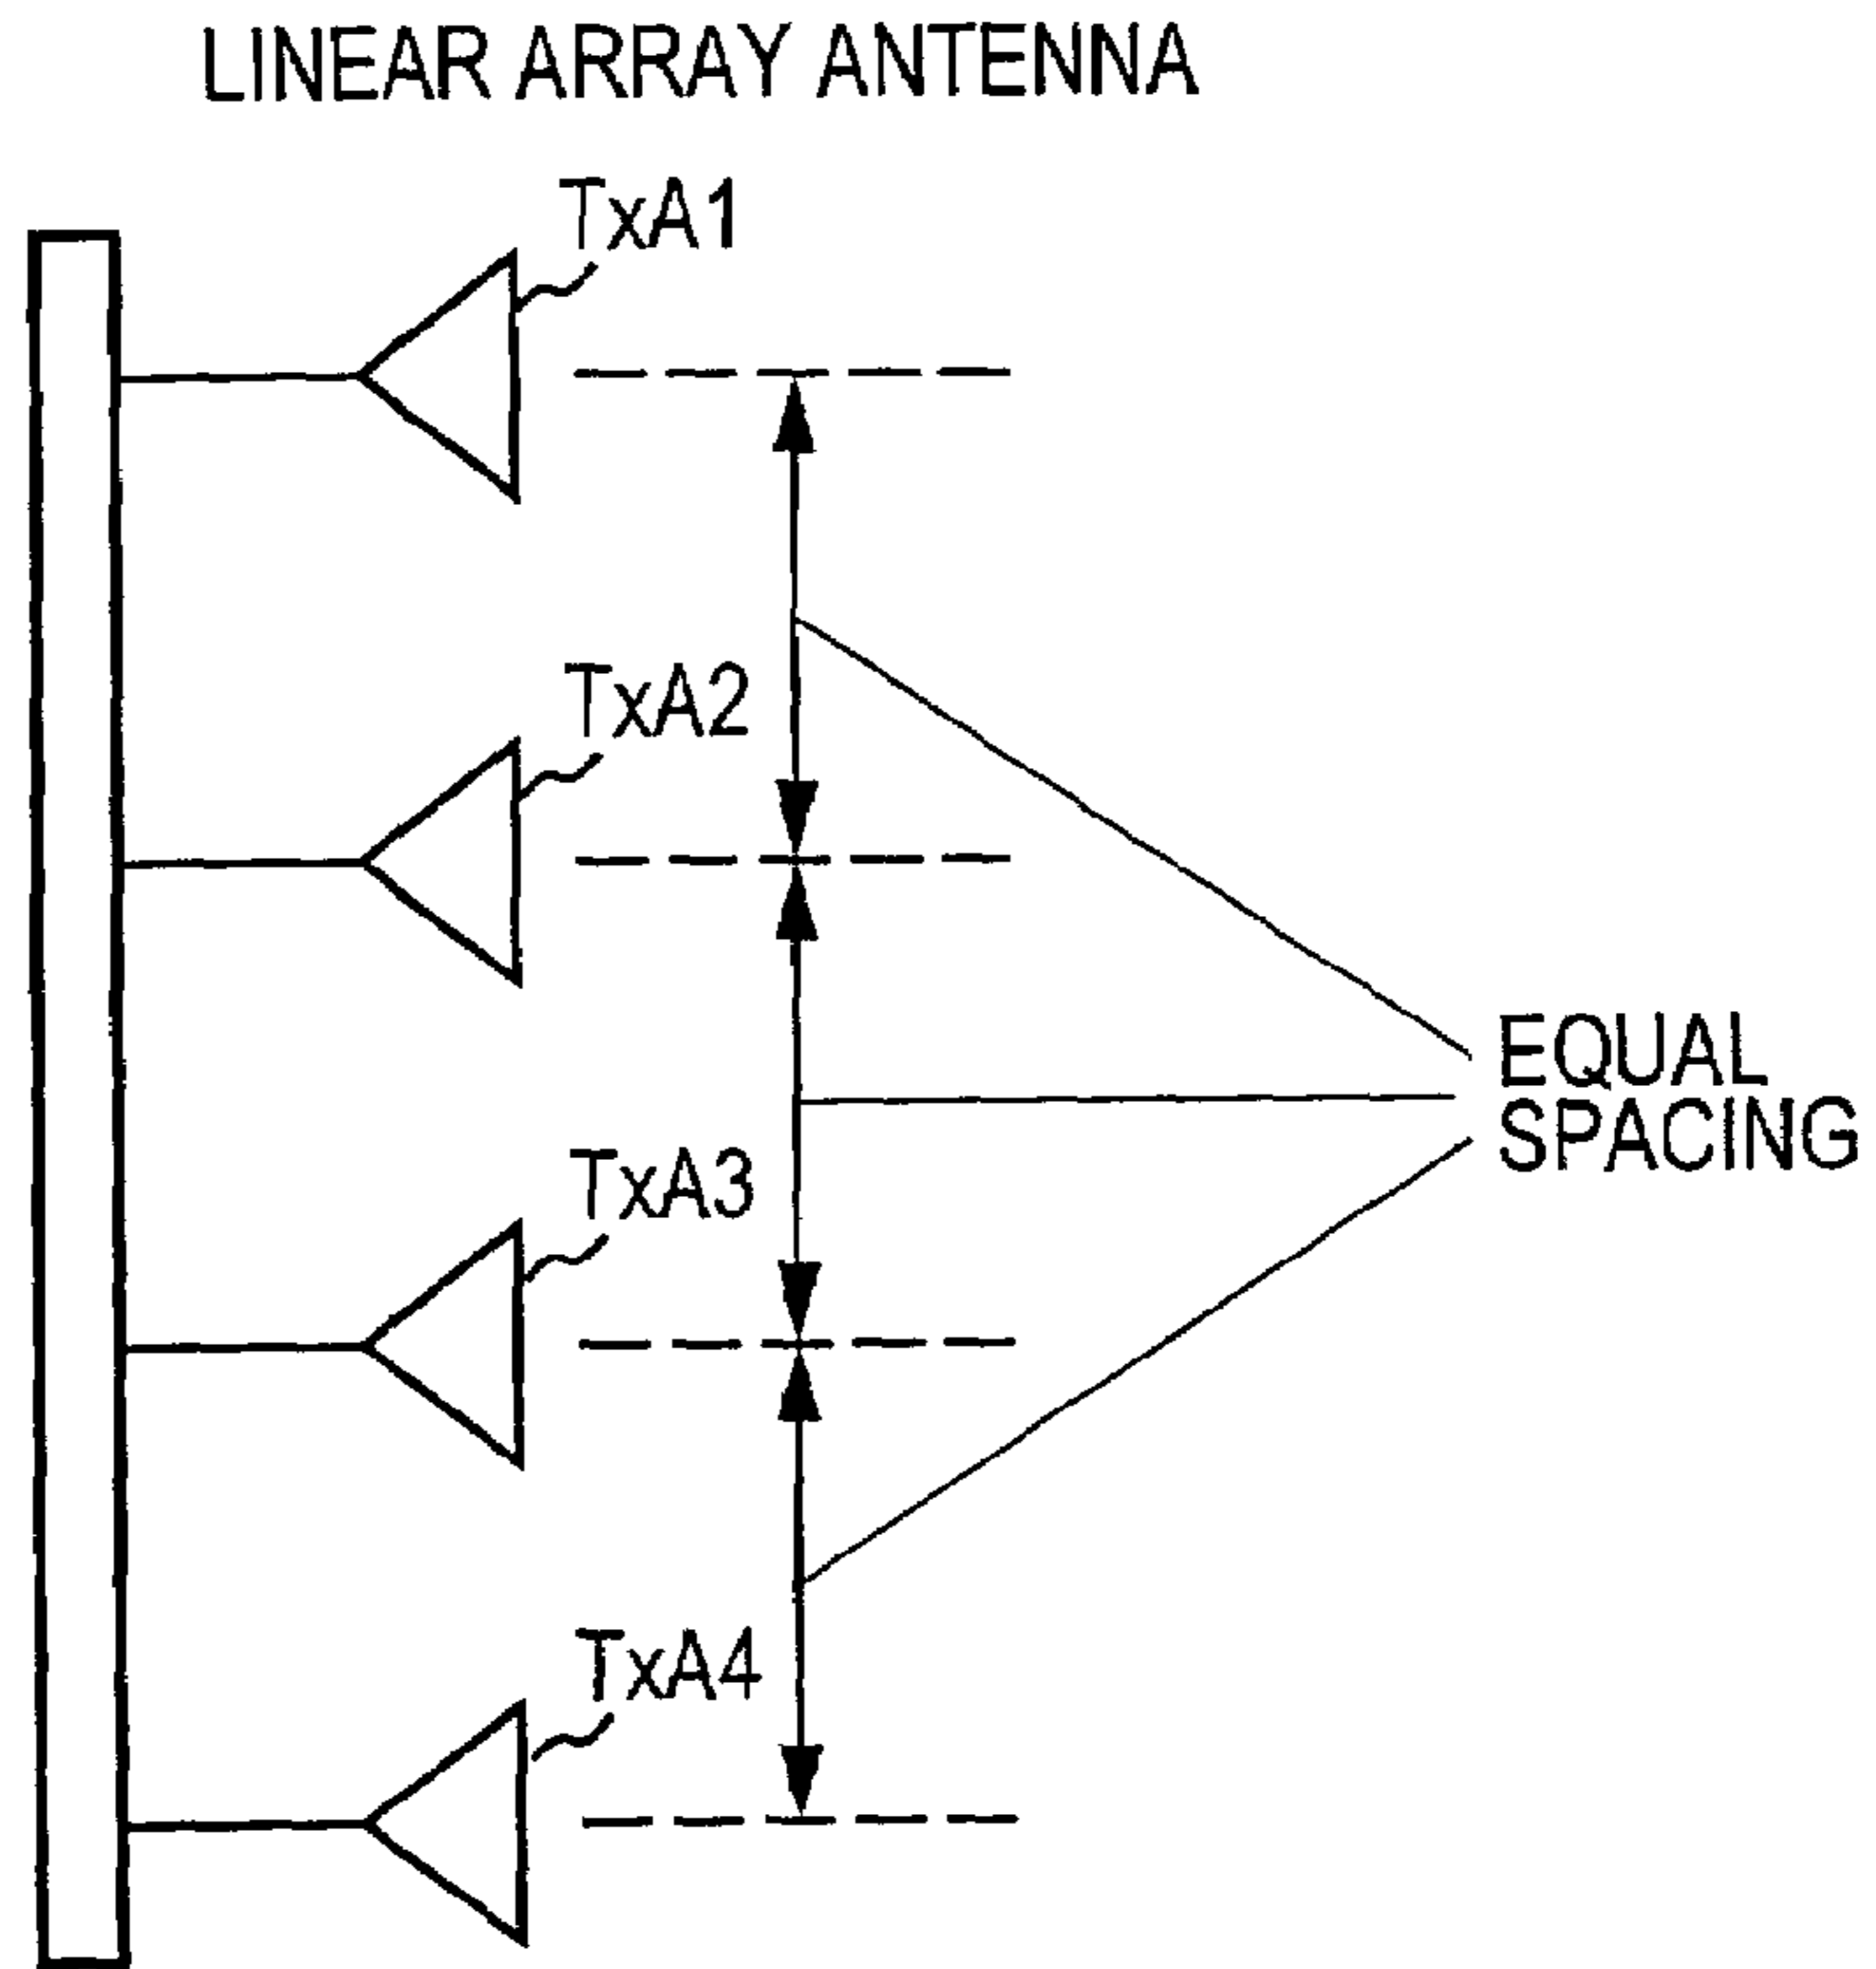 LINEAR ARRAY ANTENNA
TxA1
TxA2
EQUAL
SPACING
TxA3
TxA4